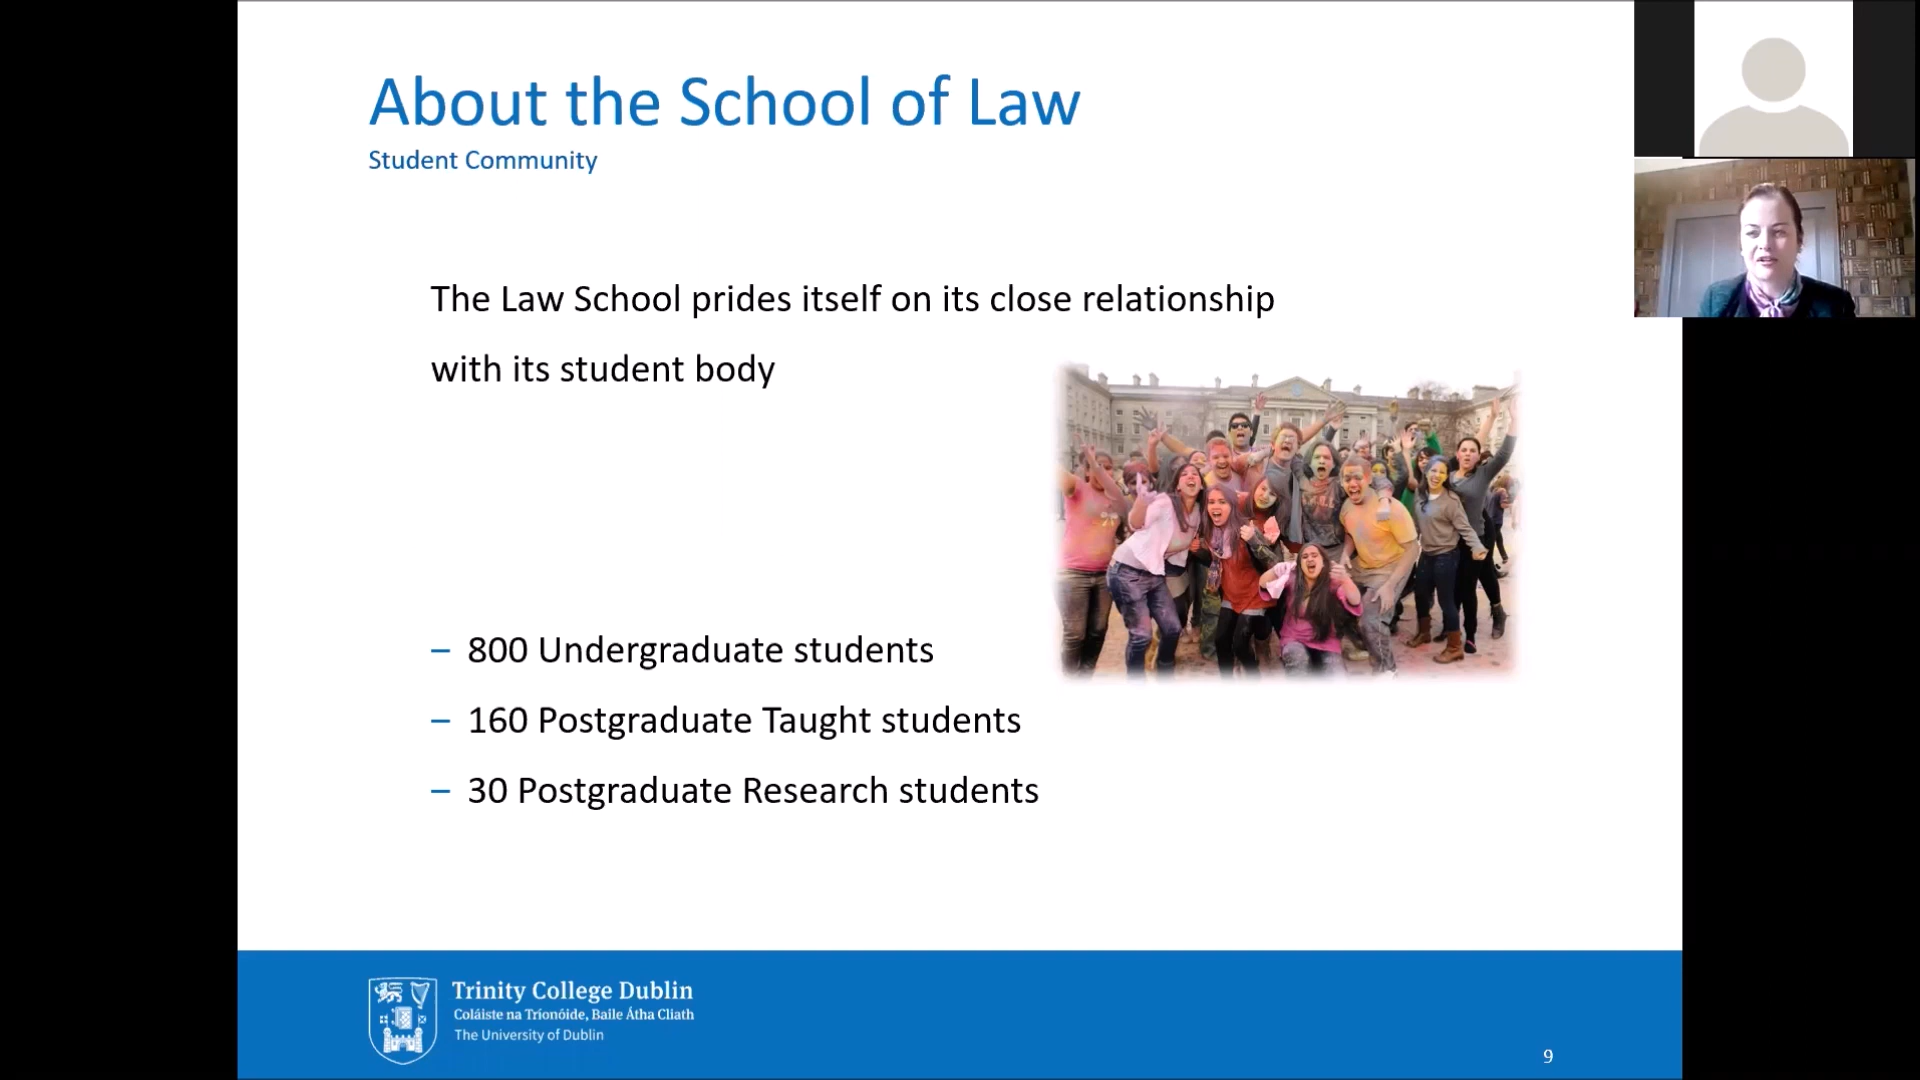 About the School of Law
Student Community
The Law School prides itself on its close relationship
with its student body
– 800 Undergraduate students
– 160 Postgraduate Taught students
– 30 Postgraduate Research students
Trinity College Dublin
Coláiste na Tríonóide, Baile Átha Cliath
The University of Dublin
9